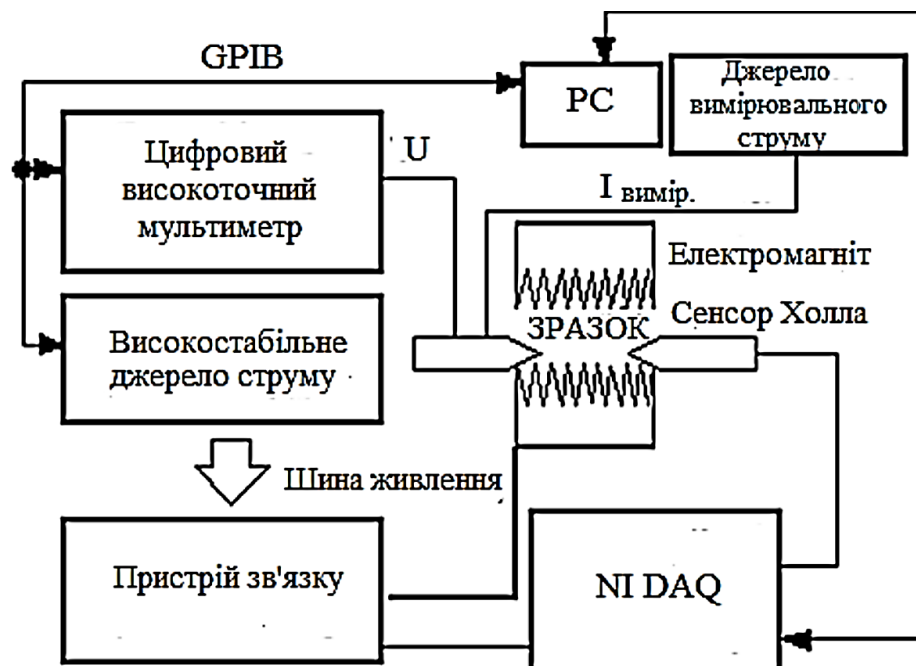 GPIB
PC
Джерело
вимірювального
струму
Цифровий
високоточний
мультиметр
U
I вимір.
Електромагніт
ЗРАЗОК
Сенсор Холла
Високостабільне
джерело струму
Шина живлення
Пристрій зв'язку
NI DAQ